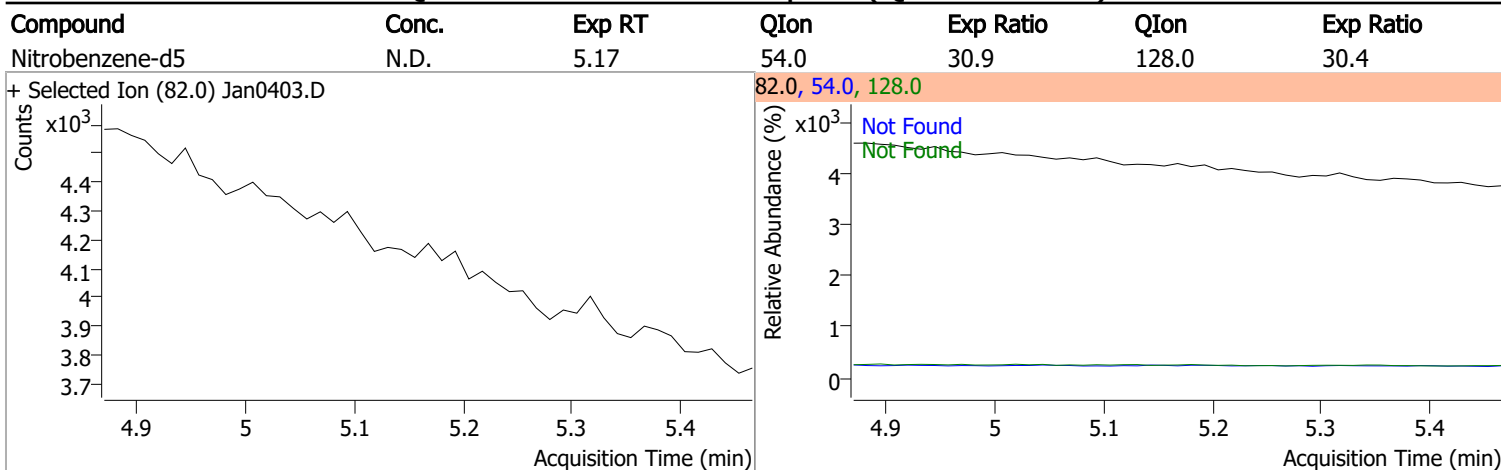 Compound Conc. Exp RT QIon Exp Ratio QIon Exp Ratio
Nitrobenzene-d5 N.D. 5.17 54.0 30.9 128.0 30.4
+ Selected Ion (82.0) Jan0403.D
Counts
x10³
4.4
4.3
4.2
4.1
4
3.9
3.8
3.7
4.9 5 5.1 5.2 5.3 5.4
Acquisition Time (min)
82.0, 54.0, 128.0
Relative Abundance (%)
x10³
Not Found
Not Found
4
3
2
1
0
4.9 5 5.1 5.2 5.3 5.4
Acquisition Time (min)